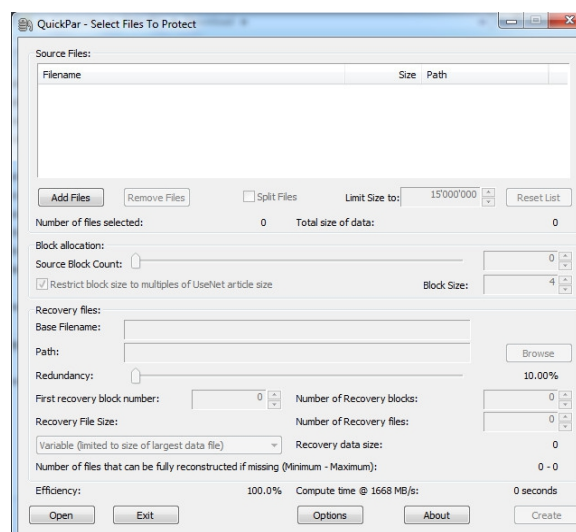 QuickPar - Select Files To Protect
Source Files:
Filename Size Path
Add Files Remove Files Split Files Limit Size to: 15'000'000 Reset List
Number of files selected: 0 Total size of data: 0
Block allocation:
Source Block Count: 0
Restrict block size to multiples of UseNet article size Block Size: 4
Recovery files:
Base Filename:
Path: Browse
Redundancy: 10.00%
First recovery block number: 0 Number of Recovery blocks: 0
Recovery File Size: Number of Recovery files: 0
Variable (limited to size of largest data file) Recovery data size: 0
Number of files that can be fully reconstructed if missing (Minimum - Maximum): 0 - 0
Efficiency: 100.0% Compute time @ 1668 MB/s: 0 seconds
Open Exit Options About Create